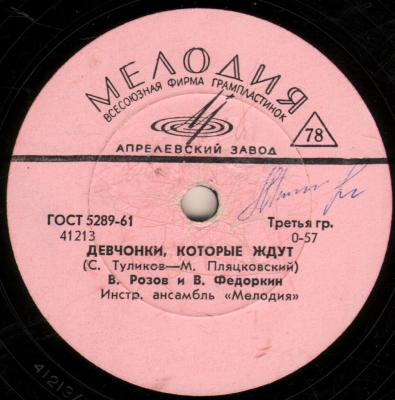 МЕЛОДИЯ
ВСЕСОЮЗНАЯ ФИРМА ГРАМПЛАСТИНОК
78
АПРЕЛЕВСКИЙ ЗАВОД
ГОСТ 5289-61
Третья гр.
41213
0-57
ДЕВЧОНКИ, КОТОРЫЕ ЖДУТ
(С. Туликов—М. Пляцковский)
В. Розов и В. Федоркин
Инстр. ансамбль «Мелодия»
41213/